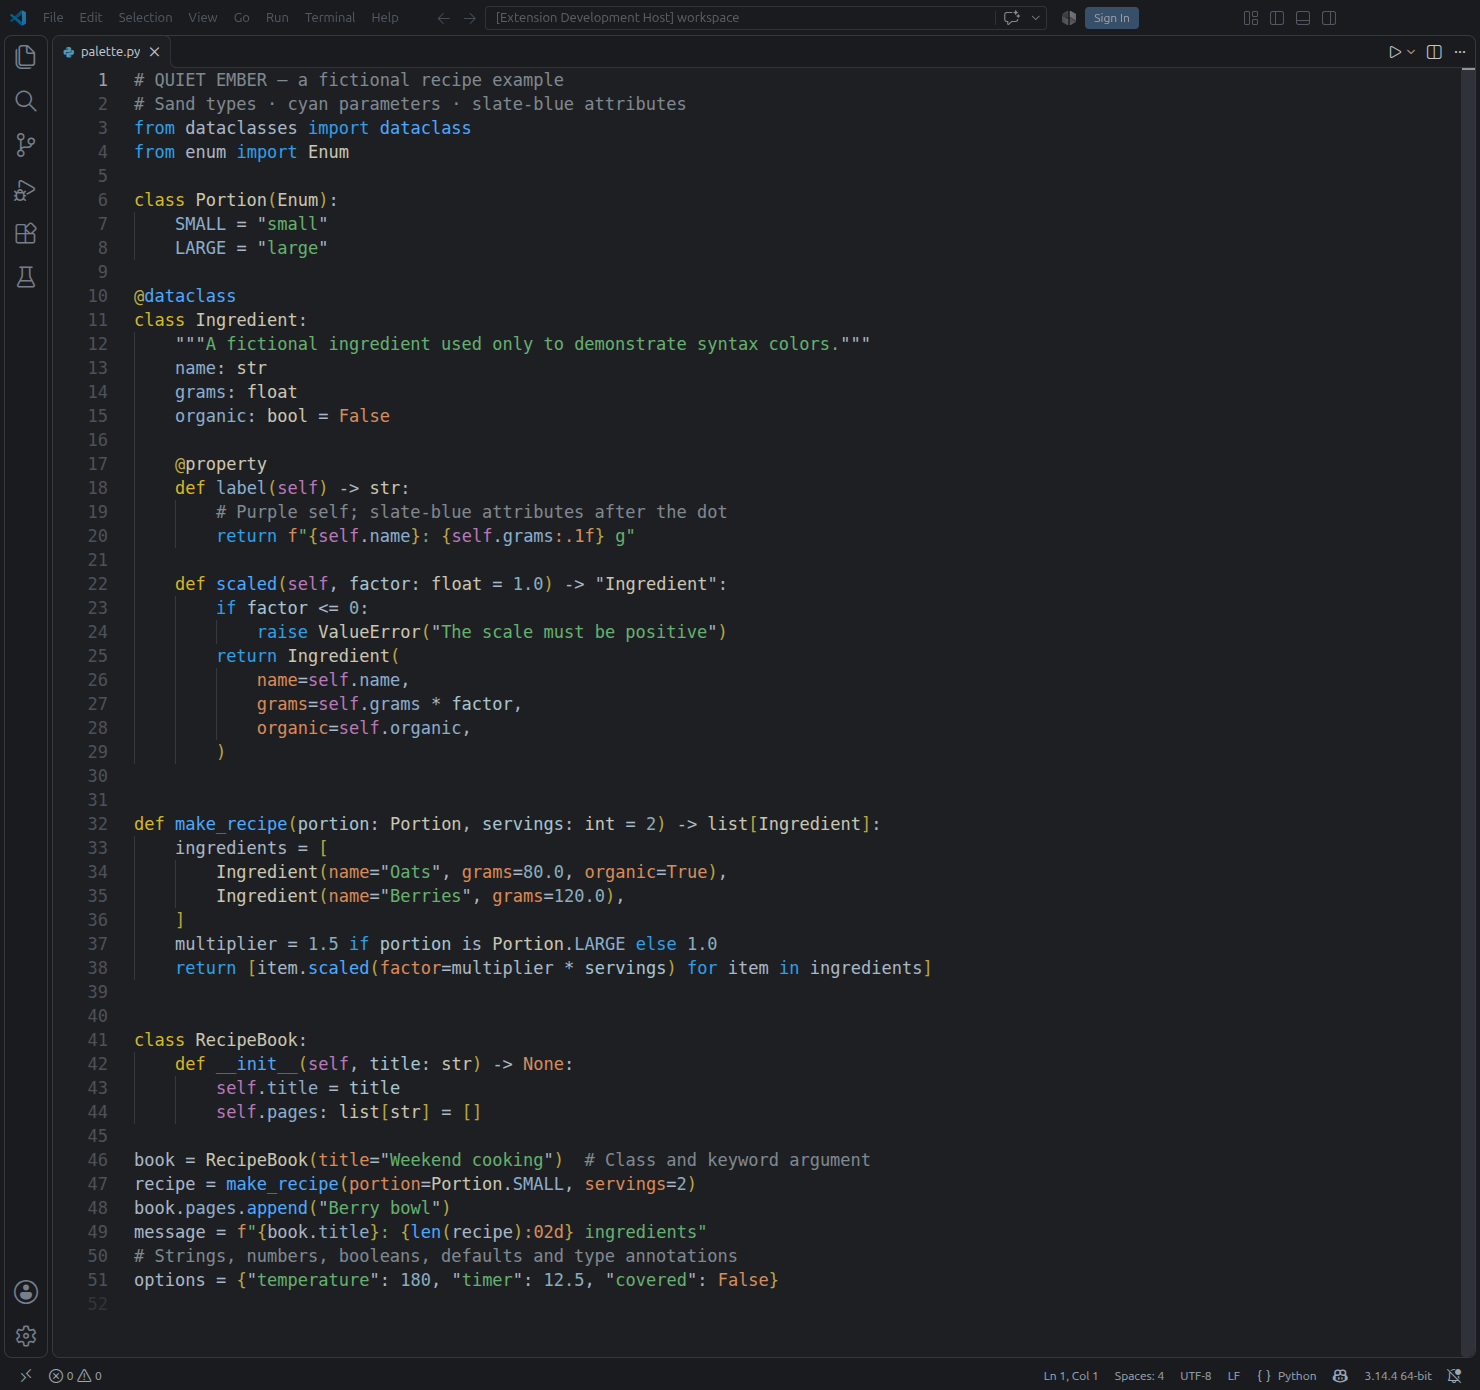 File Edit Selection View Go Run Terminal Help [Extension Development Host] workspace Sign In
palette.py
1 # QUIET EMBER — a fictional recipe example
2 # Sand types · cyan parameters · slate-blue attributes
3 from dataclasses import dataclass
4 from enum import Enum
5
6 class Portion(Enum):
7     SMALL = "small"
8     LARGE = "large"
9
10 @dataclass
11 class Ingredient:
12     """A fictional ingredient used only to demonstrate syntax colors."""
13     name: str
14     grams: float
15     organic: bool = False
16
17     @property
18     def label(self) -> str:
19         # Purple self; slate-blue attributes after the dot
20         return f"{self.name}: {self.grams:.1f} g"
21
22     def scaled(self, factor: float = 1.0) -> "Ingredient":
23         if factor <= 0:
24             raise ValueError("The scale must be positive")
25         return Ingredient(
26             name=self.name,
27             grams=self.grams * factor,
28             organic=self.organic,
29         )
30
31
32 def make_recipe(portion: Portion, servings: int = 2) -> list[Ingredient]:
33     ingredients = [
34         Ingredient(name="Oats", grams=80.0, organic=True),
35         Ingredient(name="Berries", grams=120.0),
36     ]
37     multiplier = 1.5 if portion is Portion.LARGE else 1.0
38     return [item.scaled(factor=multiplier * servings) for item in ingredients]
39
40
41 class RecipeBook:
42     def __init__(self, title: str) -> None:
43         self.title = title
44         self.pages: list[str] = []
45
46 book = RecipeBook(title="Weekend cooking")  # Class and keyword argument
47 recipe = make_recipe(portion=Portion.SMALL, servings=2)
48 book.pages.append("Berry bowl")
49 message = f"{book.title}: {len(recipe):02d} ingredients"
50 # Strings, numbers, booleans, defaults and type annotations
51 options = {"temperature": 180, "timer": 12.5, "covered": False}
52
0 0 Ln 1, Col 1 Spaces: 4 UTF-8 LF { } Python 3.14.4 64-bit